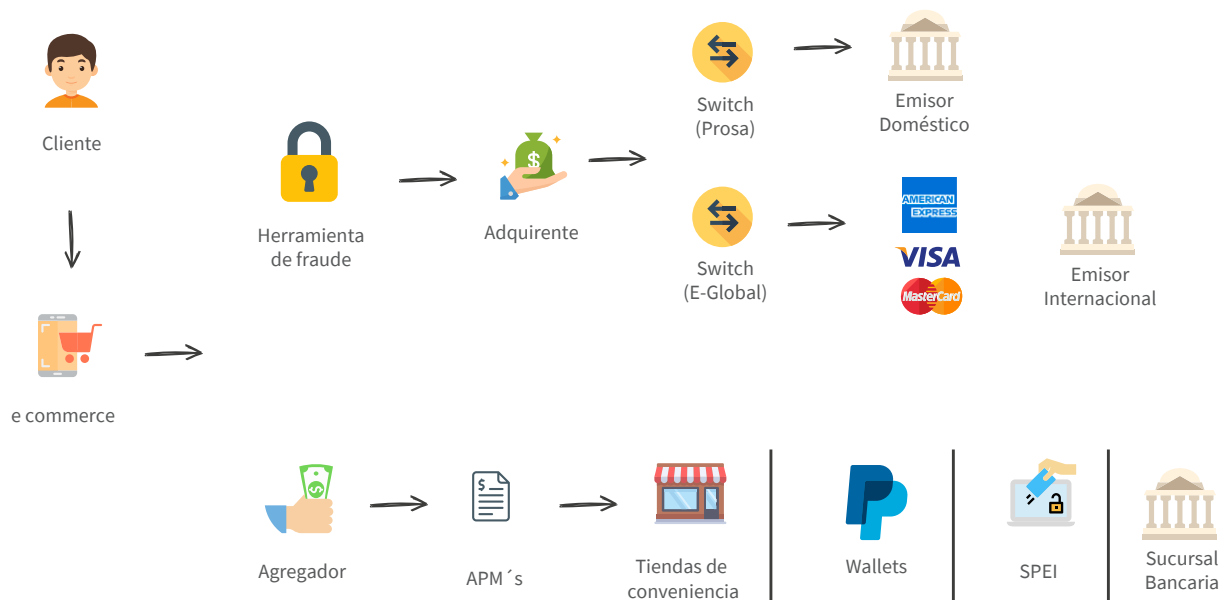 Cliente
e commerce
Herramienta
de fraude
$
Adquirente
Switch
(Prosa)
Emisor
Doméstico
Switch
(E-Global)
AMERICAN
EXPRESS
VISA
MasterCard
Emisor
Internacional
$
Agregador
$
APM´s
Tiendas de
conveniencia
Wallets
SPEI
Sucursal
Bancaria